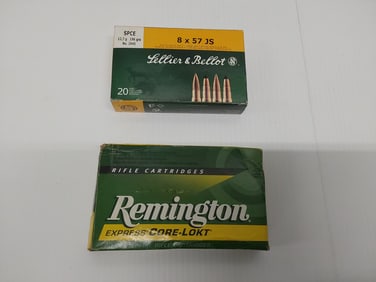 SPCE
8 x 57 JS
Sellier & Bellot
20
RIFLE CARTRIDGES
Remington
EXPRESS CORE-LOKT